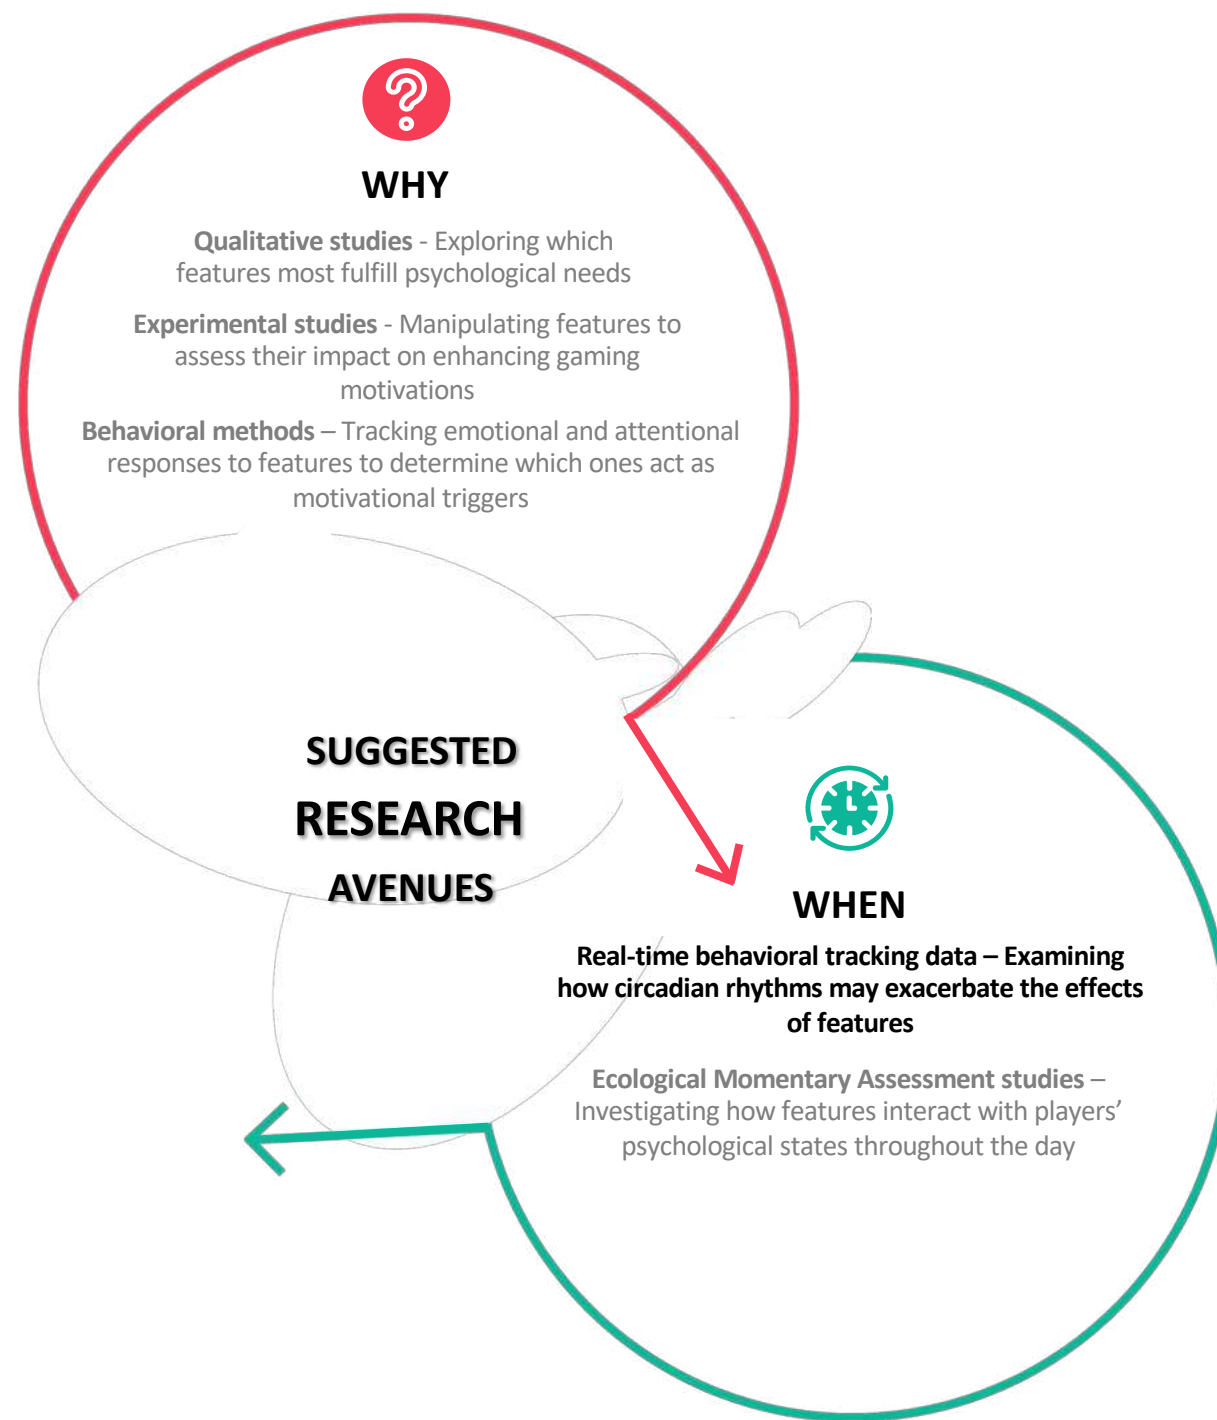 WHY
Qualitative studies - Exploring which
features most fulfill psychological needs
Experimental studies - Manipulating features to
assess their impact on enhancing gaming
motivations
Behavioral methods – Tracking emotional and attentional
responses to features to determine which ones act as
motivational triggers
SUGGESTED
RESEARCH
AVENUES
WHEN
Real-time behavioral tracking data – Examining
how circadian rhythms may exacerbate the effects
of features
Ecological Momentary Assessment studies –
Investigating how features interact with players’
psychological states throughout the day